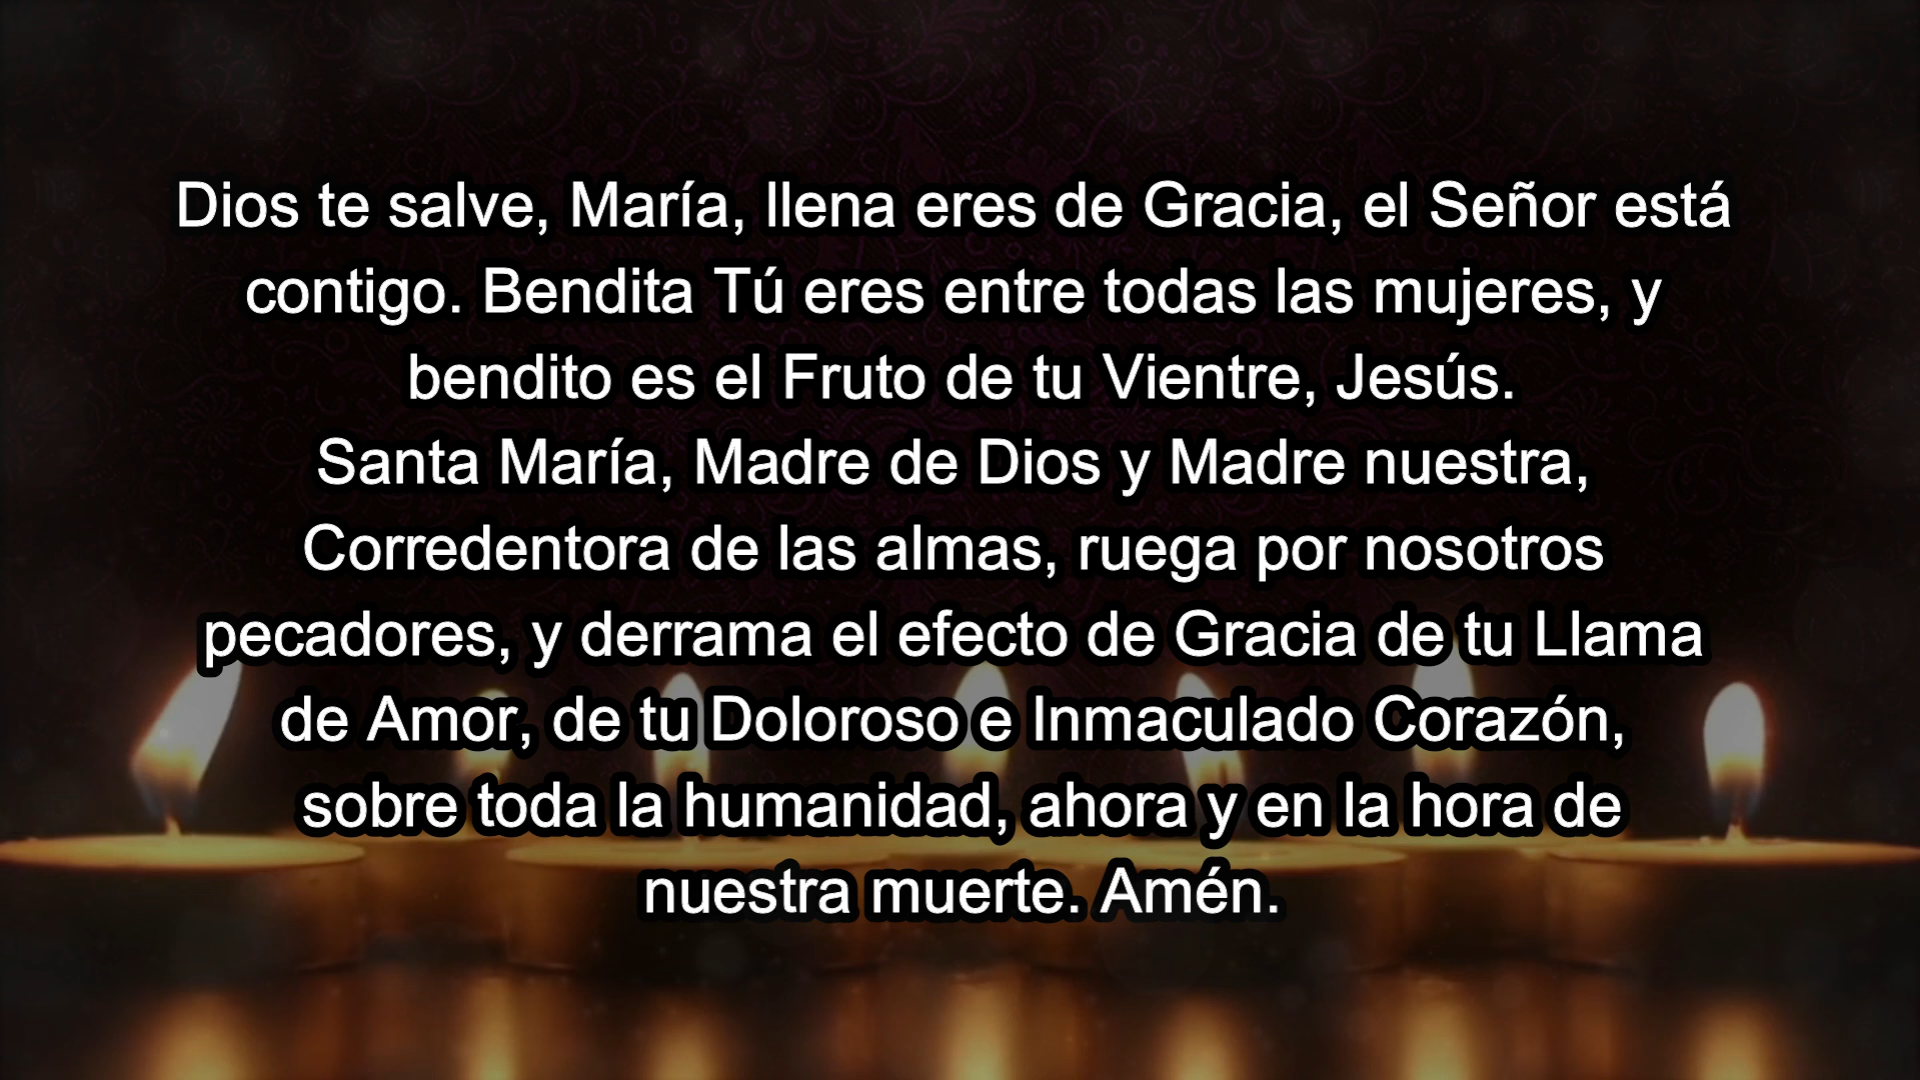 Dios te salve, María, llena eres de Gracia, el Señor está
contigo. Bendita Tú eres entre todas las mujeres, y
bendito es el Fruto de tu Vientre, Jesús.
Santa María, Madre de Dios y Madre nuestra,
Corredentora de las almas, ruega por nosotros
pecadores, y derrama el efecto de Gracia de tu Llama
de Amor, de tu Doloroso e Inmaculado Corazón,
sobre toda la humanidad, ahora y en la hora de
nuestra muerte. Amén.